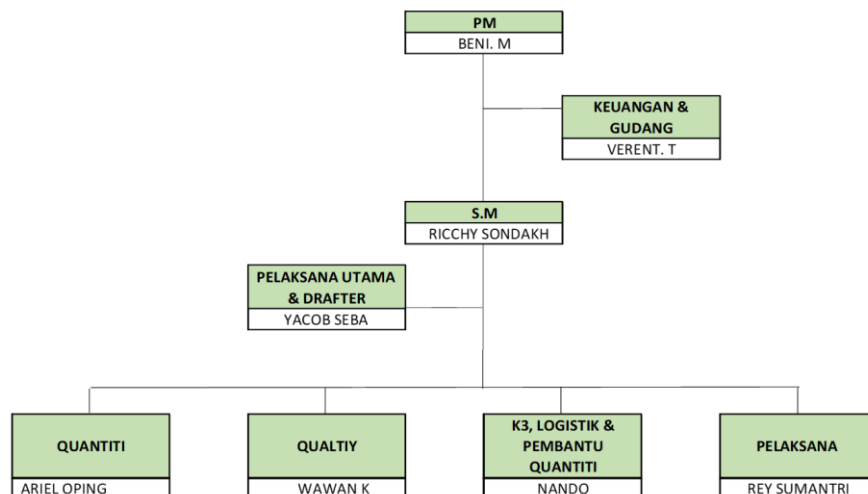 PM
BENI. M
KEUANGAN &
GUDANG
VERENT. T
S.M
RICCHY SONDAKH
PELAKSANA UTAMA
& DRAFTER
YACOB SEBA
QUANTITI
ARIEL OPING
QUALTIY
WAWAN K
K3, LOGISTIK &
PEMBANTU
QUANTITI
NANDO
PELAKSANA
REY SUMANTRI